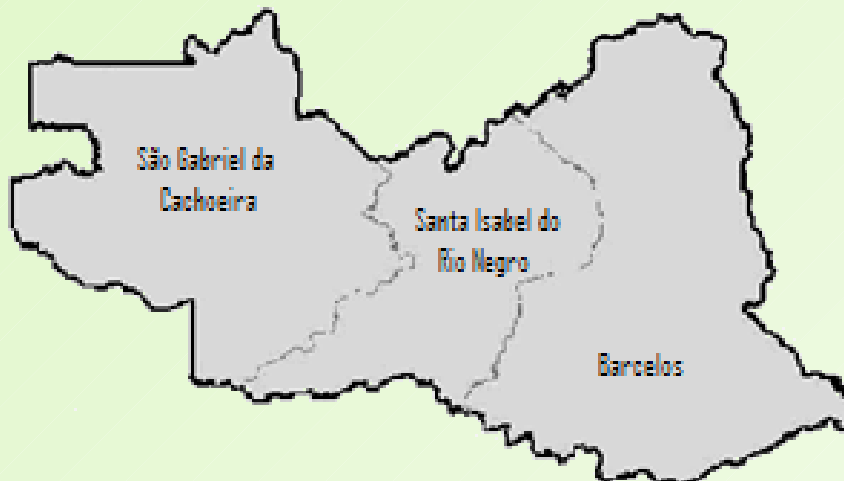 São Gabriel da
Cachoeira
Santa Isabel do
Rio Negro
Barcelos